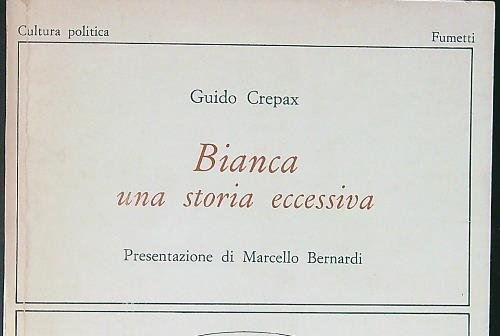 Cultura politica
Fumetti
Guido Crepax
Bianca
una storia eccessiva
Presentazione di Marcello Bernardi